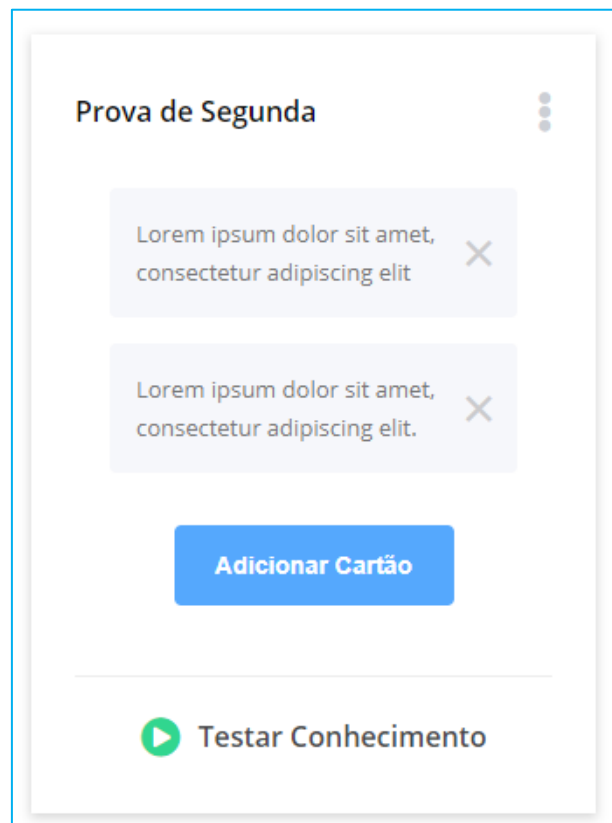 Prova de Segunda
Lorem ipsum dolor sit amet,
consectetur adipiscing elit
Lorem ipsum dolor sit amet,
consectetur adipiscing elit.
Adicionar Cartão
Testar Conhecimento